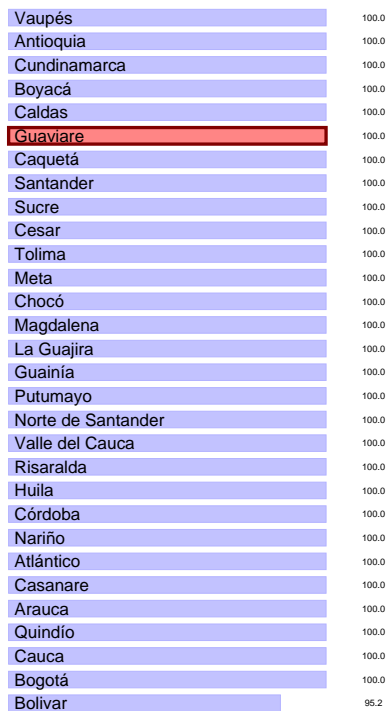 Vaupés 100.0
Antioquia 100.0
Cundinamarca 100.0
Boyacá 100.0
Caldas 100.0
Guaviare 100.0
Caquetá 100.0
Santander 100.0
Sucre 100.0
Cesar 100.0
Tolima 100.0
Meta 100.0
Chocó 100.0
Magdalena 100.0
La Guajira 100.0
Guainía 100.0
Putumayo 100.0
Norte de Santander 100.0
Valle del Cauca 100.0
Risaralda 100.0
Huila 100.0
Córdoba 100.0
Nariño 100.0
Atlántico 100.0
Casanare 100.0
Arauca 100.0
Quindío 100.0
Cauca 100.0
Bogotá 100.0
Bolivar 95.2